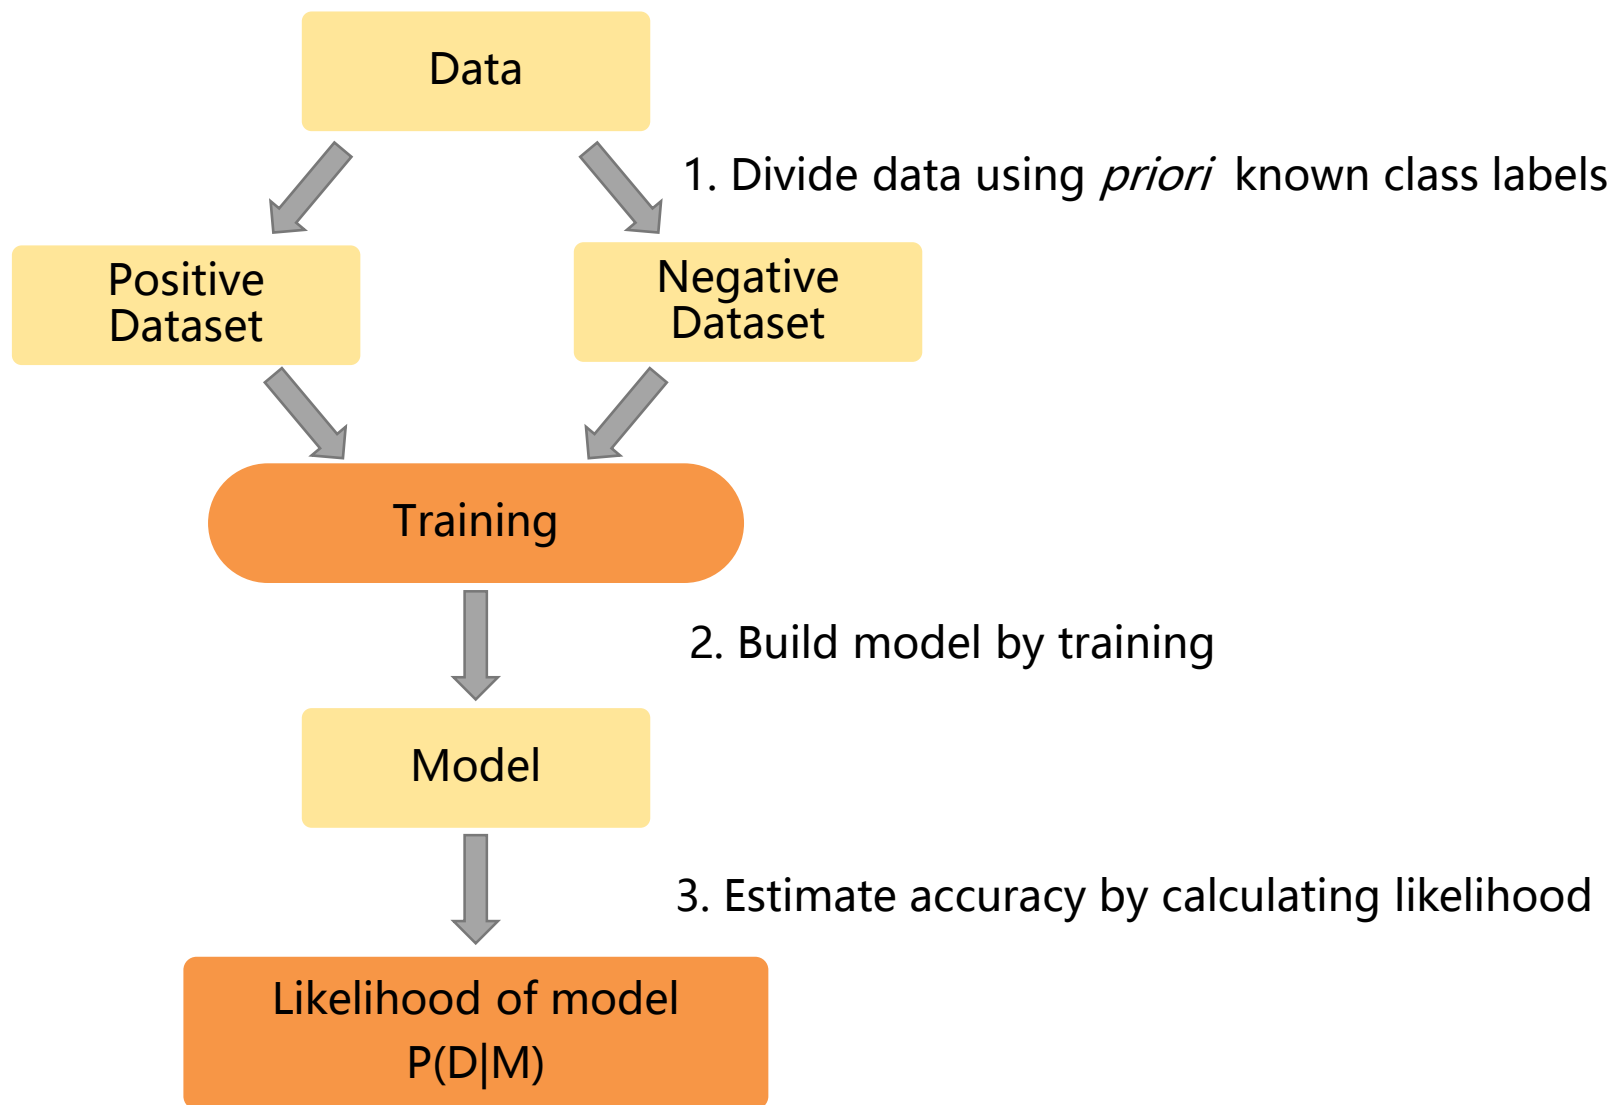 Data
1. Divide data using priori known class labels
Positive
Dataset
Negative
Dataset
Training
2. Build model by training
Model
3. Estimate accuracy by calculating likelihood
Likelihood of model
P(D|M)